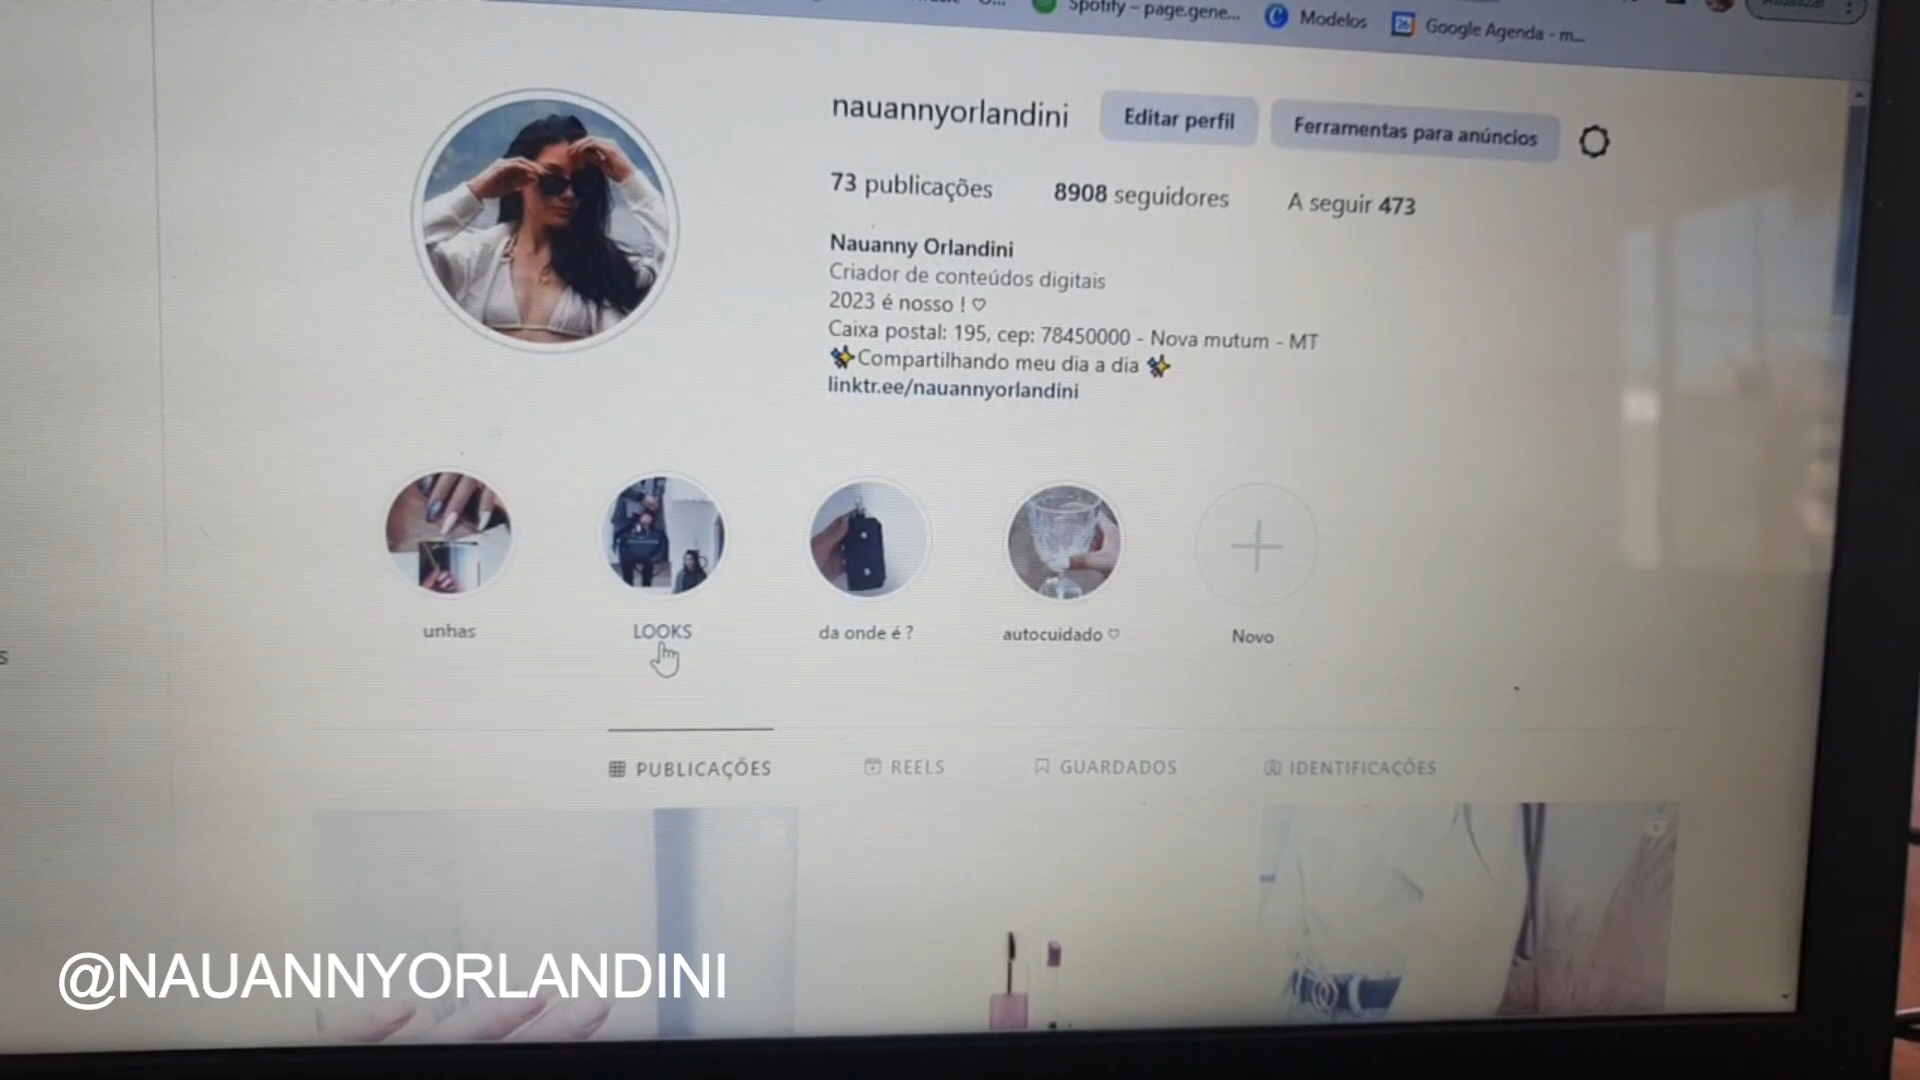 Spotify – page.gene...
Modelos
Google Agenda - m...
nauannyorlandini
Editar perfil
Ferramentas para anúncios
73 publicações
8908 seguidores
A seguir 473
Nauanny Orlandini
Criador de conteúdos digitais
2023 é nosso ! ♡
Caixa postal: 195, cep: 78450000 - Nova mutum - MT
✨Compartilhando meu dia a dia ✨
linktr.ee/nauannyorlandini
unhas
LOOKS
da onde é ?
autocuidado ♡
Novo
PUBLICAÇÕES
REELS
GUARDADOS
IDENTIFICAÇÕES
@NAUANNYORLANDINI